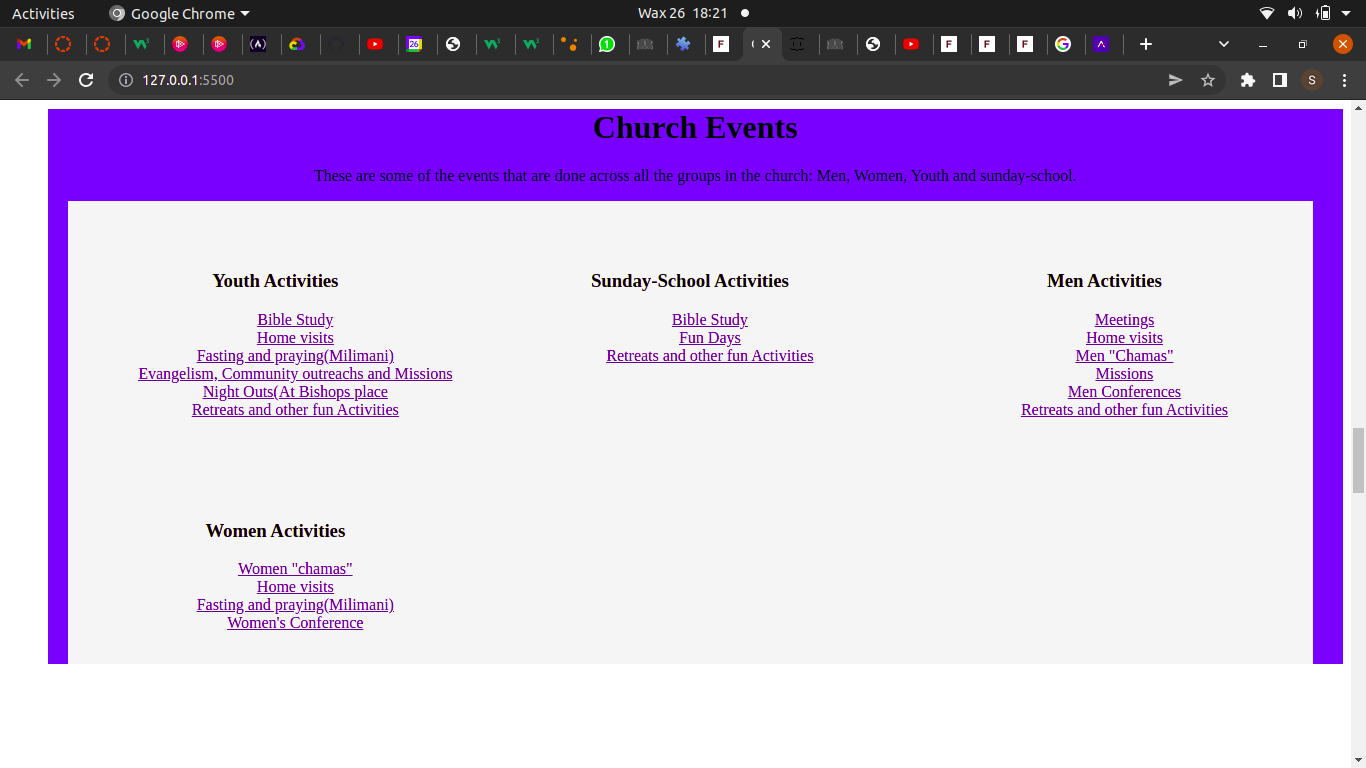 Activities
Google Chrome
Wax 26 18:21
26
1
F
F
F
F
127.0.0.1:5500
S
Church Events
These are some of the events that are done across all the groups in the church: Men, Women, Youth and sunday-school.
Youth Activities
Bible Study
Home visits
Fasting and praying(Milimani)
Evangelism, Community outreachs and Missions
Night Outs(At Bishops place
Retreats and other fun Activities
Sunday-School Activities
Bible Study
Fun Days
Retreats and other fun Activities
Men Activities
Meetings
Home visits
Men "Chamas"
Missions
Men Conferences
Retreats and other fun Activities
Women Activities
Women "chamas"
Home visits
Fasting and praying(Milimani)
Women's Conference